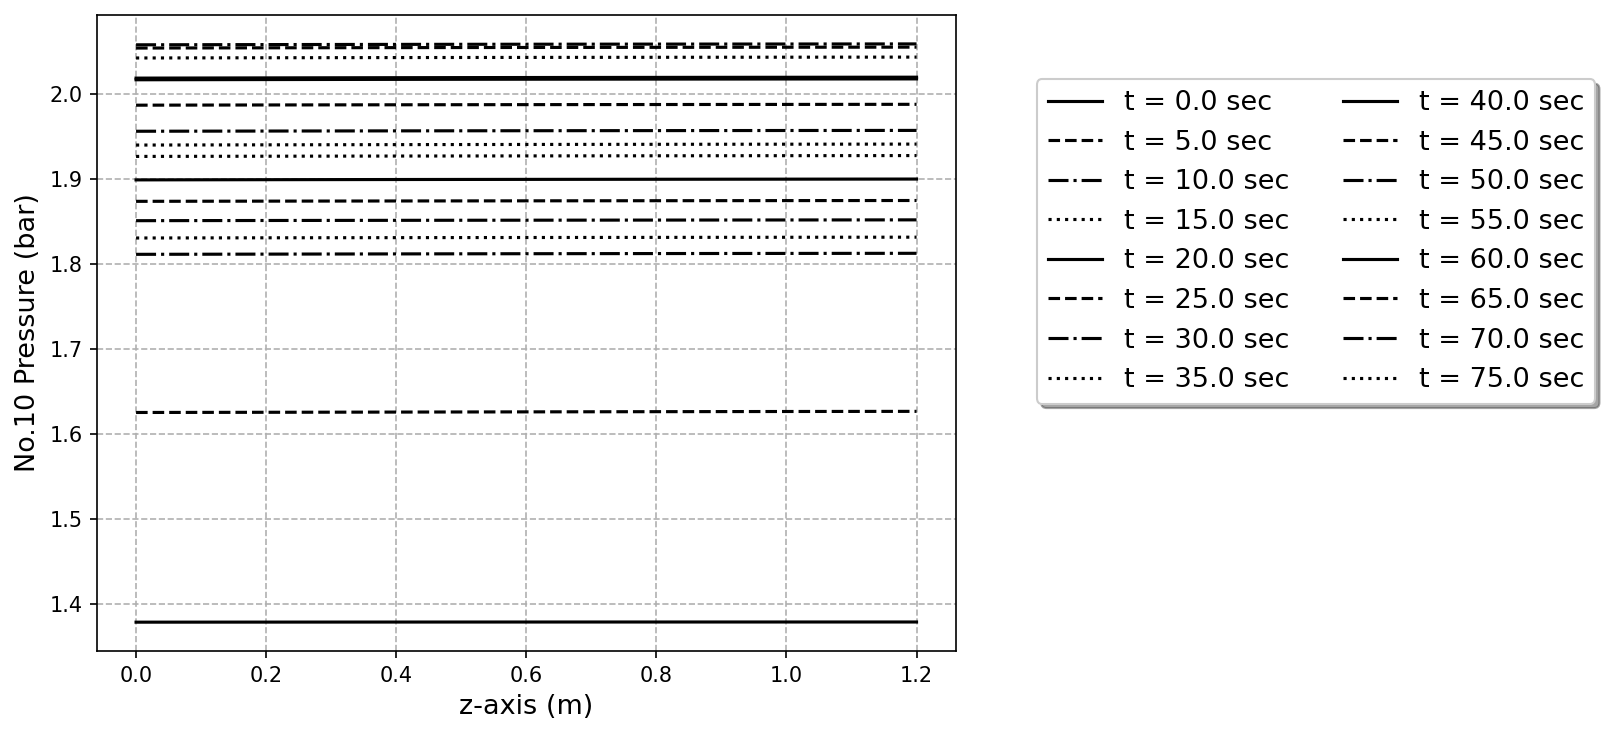 No.10 Pressure (bar)
2.0
1.9
1.8
1.7
1.6
1.5
1.4
0.0 0.2 0.4 0.6 0.8 1.0 1.2
z-axis (m)
t = 0.0 sec
t = 5.0 sec
t = 10.0 sec
t = 15.0 sec
t = 20.0 sec
t = 25.0 sec
t = 30.0 sec
t = 35.0 sec
t = 40.0 sec
t = 45.0 sec
t = 50.0 sec
t = 55.0 sec
t = 60.0 sec
t = 65.0 sec
t = 70.0 sec
t = 75.0 sec